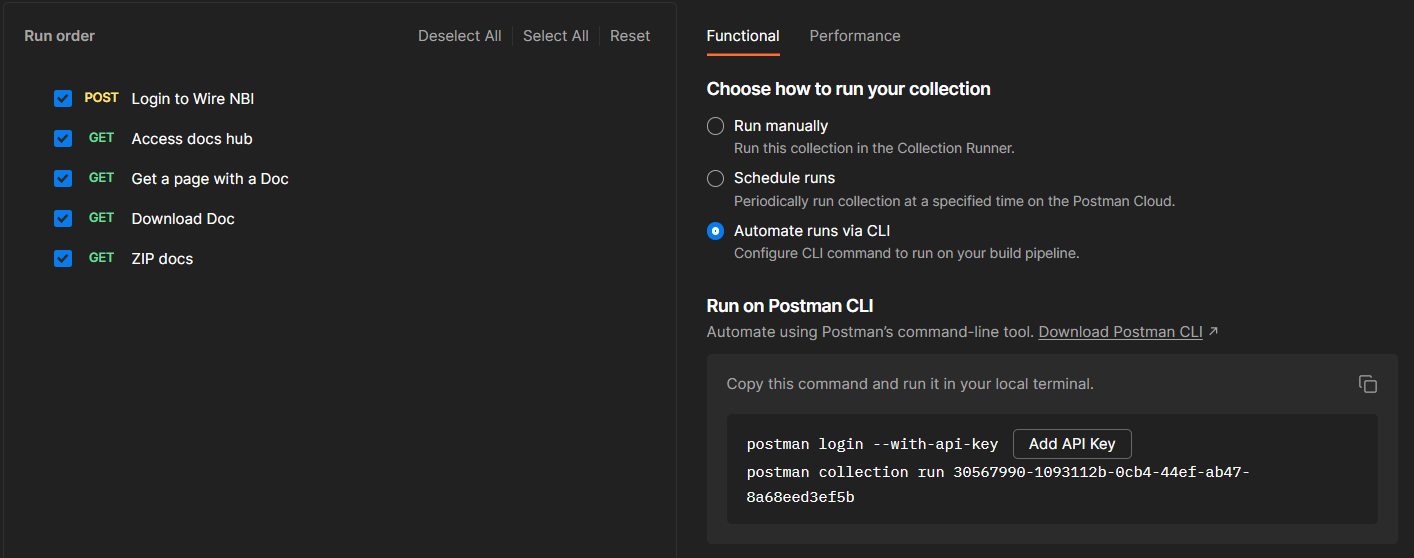 Run order
Deselect All
Select All
Reset
POST Login to Wire NBI
GET Access docs hub
GET Get a page with a Doc
GET Download Doc
GET ZIP docs
Functional
Performance
Choose how to run your collection
Run manually
Run this collection in the Collection Runner.
Schedule runs
Periodically run collection at a specified time on the Postman Cloud.
Automate runs via CLI
Configure CLI command to run on your build pipeline.
Run on Postman CLI
Automate using Postman’s command-line tool. Download Postman CLI ↗
Copy this command and run it in your local terminal.
postman login --with-api-key Add API Key
postman collection run 30567990-1093112b-0cb4-44ef-ab47-
8a68eed3ef5b